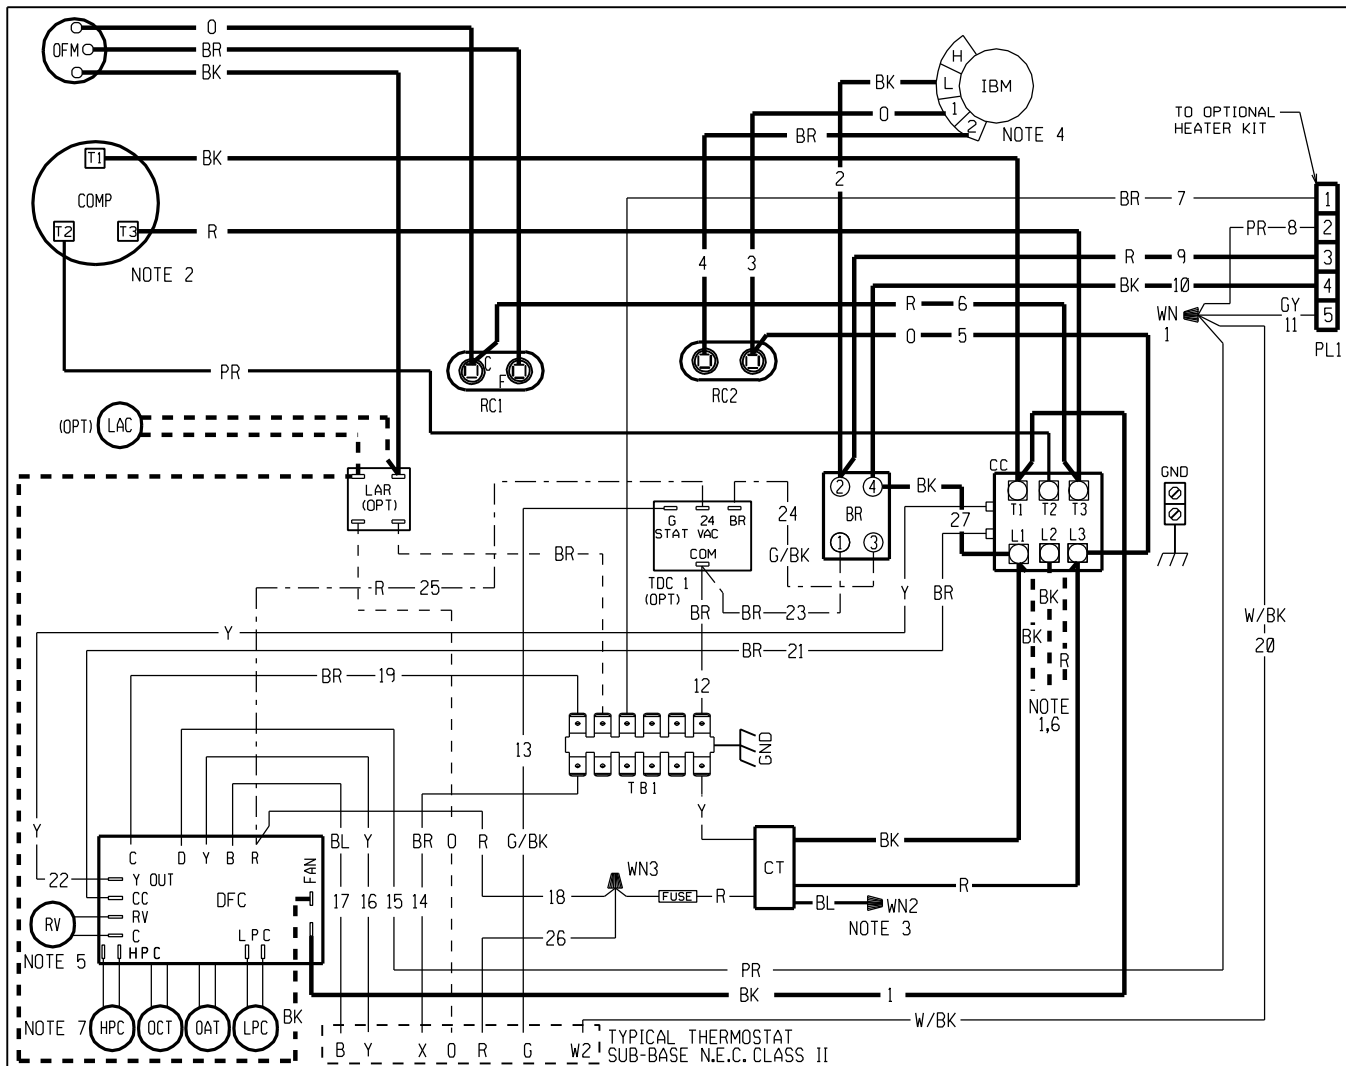 O
OFM
BR
BK
BK
O
BR
H
L
1
2
IBM
NOTE 4
TO OPTIONAL
HEATER KIT
T1
BK
COMP
T2
T3
R
NOTE 2
2
BR 7
1
PR 8
2
4
3
R 9
3
BK 10
4
R 6
WN
1
GY
11
5
O 5
PL1
PR
C
F
RC1
RC2
(OPT)
LAC
LAR
(OPT)
CC
GND
G
24
BR
STAT VAC
COM
TDC 1
(OPT)
24
G/BK
2
4
BR
1
3
BK
27
T1
T2
T3
L1
L2
L3
BR
R 25
BR
BR 23
Y
BR
BK
BK
R
W/BK
20
Y
BR 21
BR 19
12
NOTE
1,6
13
GND
TB1
Y
Y
C
D
Y
B
R
BL
Y
BR
O
R
G/BK
CT
BK
22
Y OUT
CC
RV
C
DFC
FAN
17
16
15
14
18
WN3
FUSE
R
R
BL
WN2
NOTE 3
RV
NOTE 5
HPC
LPC
26
PR
BK
1
NOTE 7
HPC
OCT
OAT
LPC
BK
W/BK
B
Y
X
O
R
G
W2
TYPICAL THERMOSTAT
SUB-BASE N.E.C. CLASS II